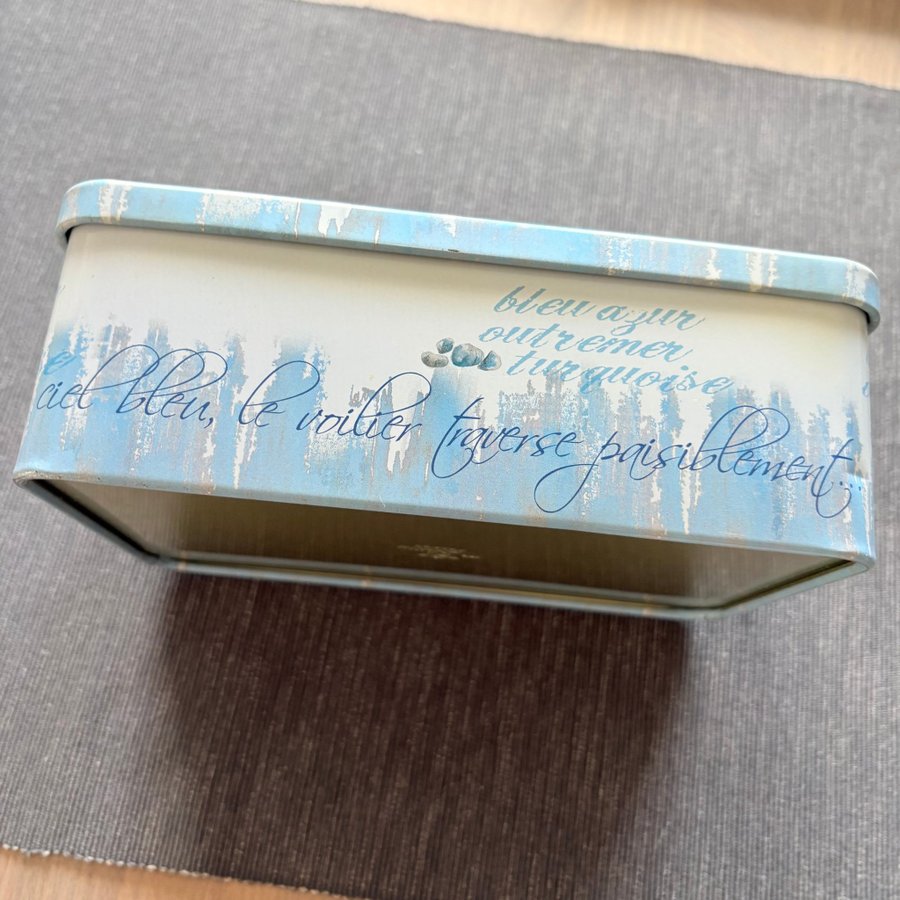 bleu azur
outremer
turquoise
ciel bleu, le voilier traverse paisiblement...